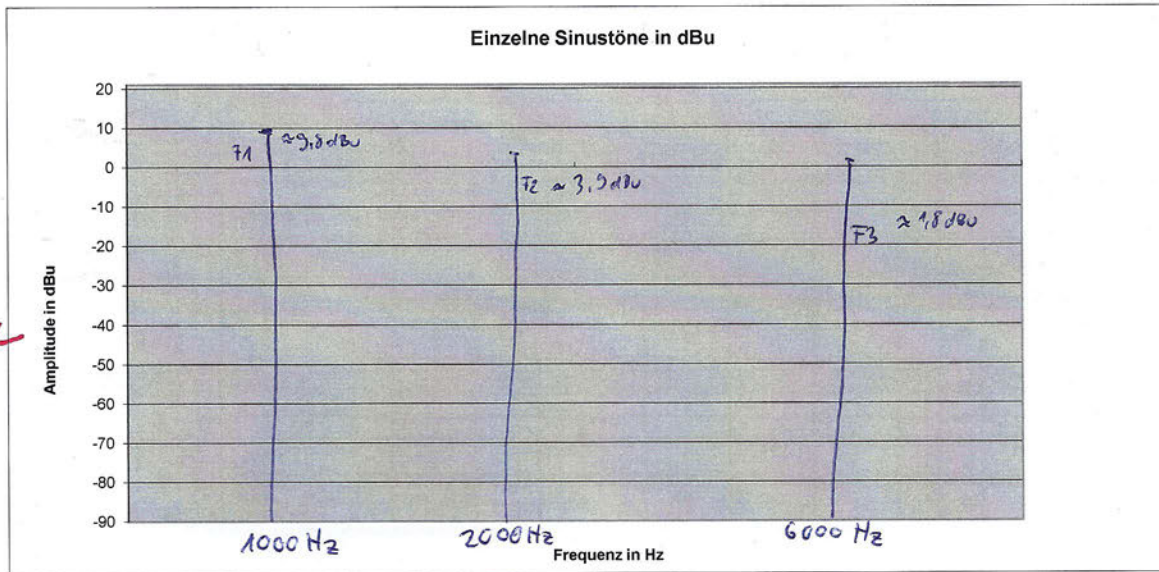 Einzelne Sinustöne in dBu
Amplitude in dBu
20
10
0
-10
-20
-30
-40
-50
-60
-70
-80
-90
F1 ≈9,8 dBu
F2 ≈ 3,9 dBu
F3 ≈ 1,8 dBu
1000 Hz 2000 Hz 6000 Hz
Frequenz in Hz